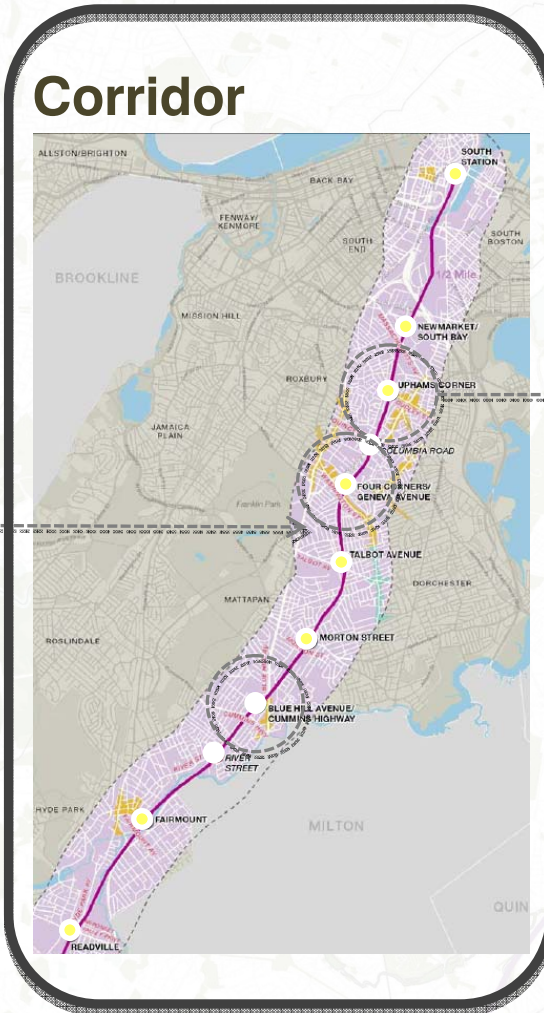 Corridor
ALLSTON/BRIGHTON
SOUTH
STATION
BACK BAY
FENWAY/
KENMORE
SOUTH
END
SOUTH
BOSTON
BROOKLINE
1/2 Mile
MISSION HILL
NEWMARKET/
SOUTH BAY
ROXBURY
UPHAMS CORNER
JAMAICA
PLAIN
COLUMBIA ROAD
FOUR CORNERS/
GENEVA AVENUE
Franklin Park
TALBOT AVENUE
DORCHESTER
MATTAPAN
MORTON STREET
ROSLINDALE
BLUE HILL AVENUE/
CUMMINS HIGHWAY
RIVER
STREET
RIVER ST
HYDE PARK
FAIRMOUNT
MILTON
QUIN
READVILLE